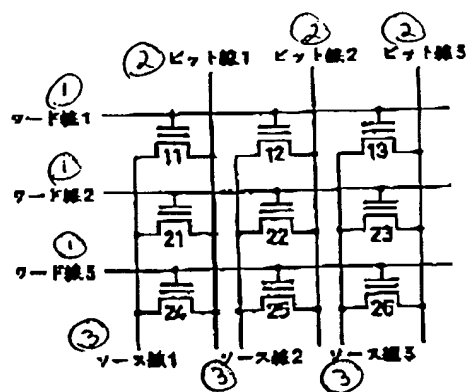 ② ② ②
ビット線1 ビット線2 ビット線3
①
ワード線1
11 12 13
①
ワード線2
21 22 23
①
ワード線3
24 25 26
③ ソース線1 ③ ソース線2 ③ ソース線3